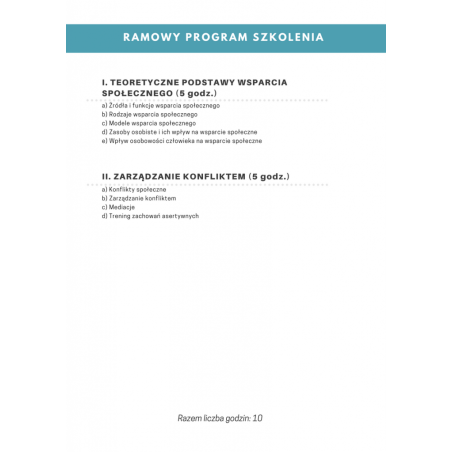 RAMOWY PROGRAM SZKOLENIA
I. TEORETYCZNE PODSTAWY WSPARCIA
SPOŁECZNEGO (5 godz.)
a) Źródła i funkcje wsparcia społecznego
b) Rodzaje wsparcia społecznego
c) Modele wsparcia społecznego
d) Zasoby osobiste i ich wpływ na wsparcie społeczne
e) Wpływ osobowości człowieka na wsparcie społeczne
II. ZARZĄDZANIE KONFLIKTEM (5 godz.)
a) Konflikty społeczne
b) Zarządzanie konfliktem
c) Mediacje
d) Trening zachowań asertywnych
Razem liczba godzin: 10